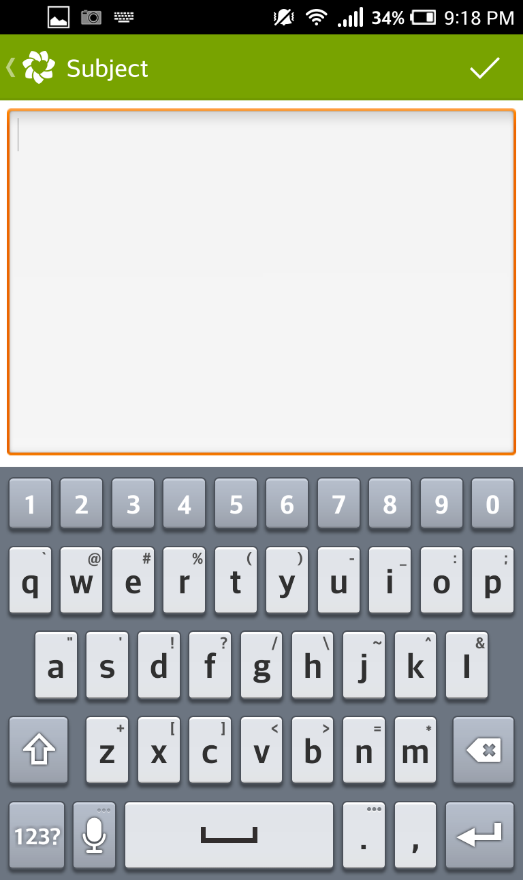 34% 9:18 PM
Subject
1 2 3 4 5 6 7 8 9 0
` @ # % ( ) - _ : ;
q w e r t y u i o p
" ' ! ? / \ ~ ^ &
a s d f g h j k l
+ [ ] < > = *
z x c v b n m
123? . ,